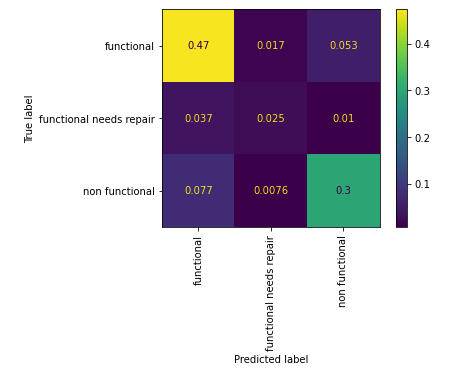 functional 0.47 0.017 0.053
functional needs repair 0.037 0.025 0.01
non functional 0.077 0.0076 0.3
True label
functional
functional needs repair
non functional
Predicted label
0.4
0.3
0.2
0.1